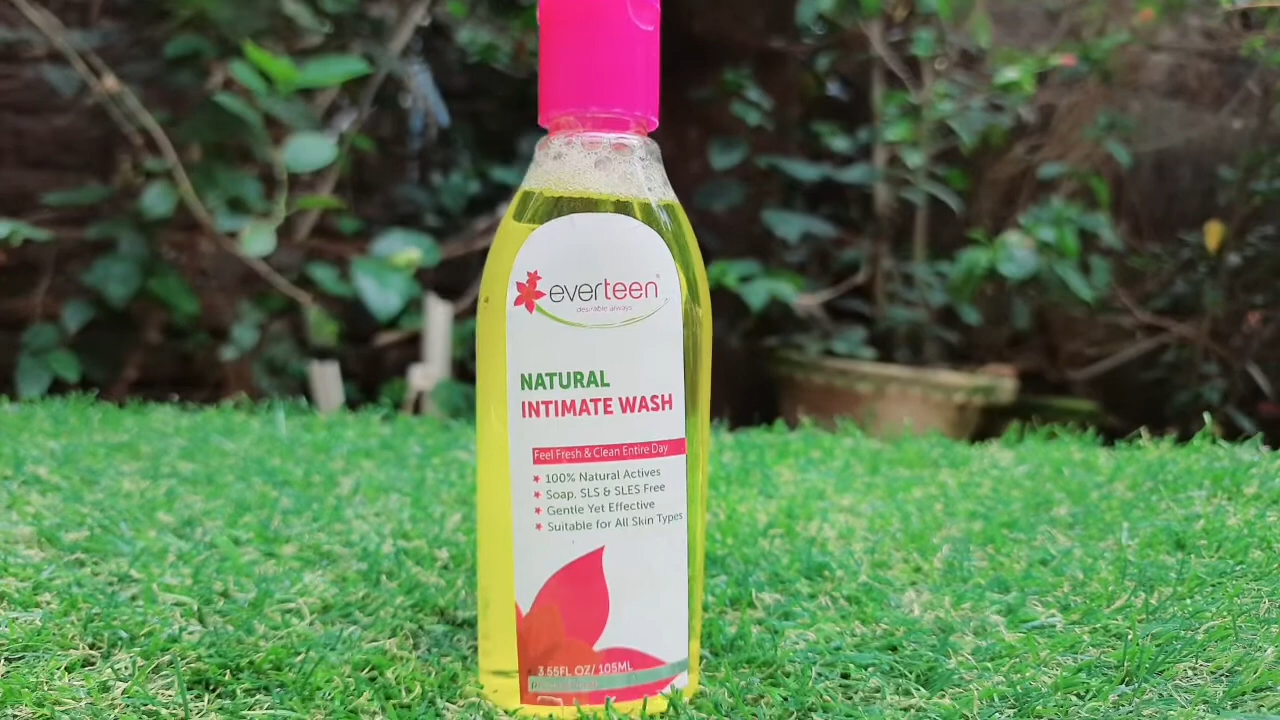 everteen®
desirable always
NATURAL
INTIMATE WASH
Feel Fresh & Clean Entire Day
100% Natural Actives
Soap, SLS & SLES Free
Gentle Yet Effective
Suitable for All Skin Types
3.55FL OZ/ 105ML